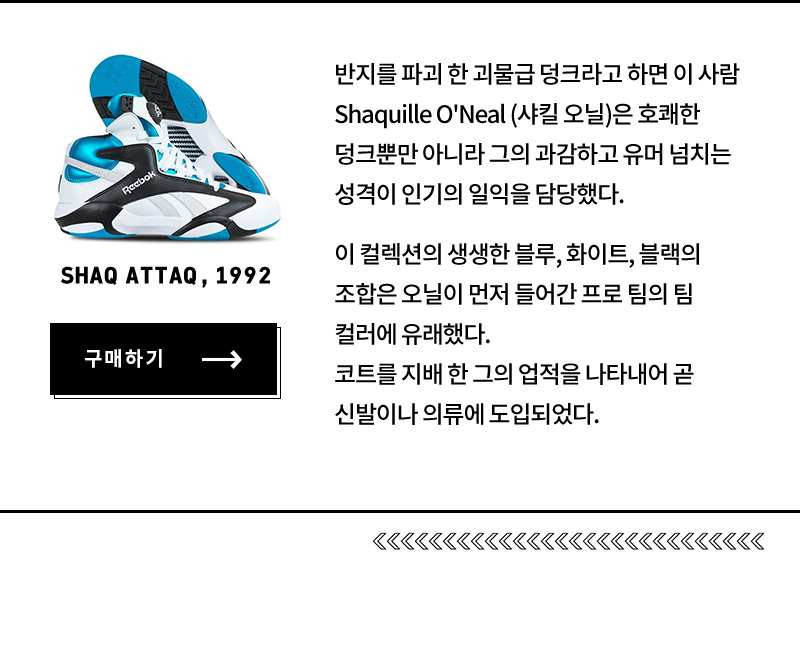 반지를 파괴 한 괴물급 덩크라고 하면 이 사람
Shaquille O'Neal (샤킬 오닐)은 호쾌한
덩크뿐만 아니라 그의 과감하고 유머 넘치는
성격이 인기의 일익을 담당했다.
이 컬렉션의 생생한 블루, 화이트, 블랙의
조합은 오닐이 먼저 들어간 프로 팀의 팀
컬러에 유래했다.
코트를 지배 한 그의 업적을 나타내어 곧
신발이나 의류에 도입되었다.
Reebok
SHAQ ATTAQ, 1992
구매하기